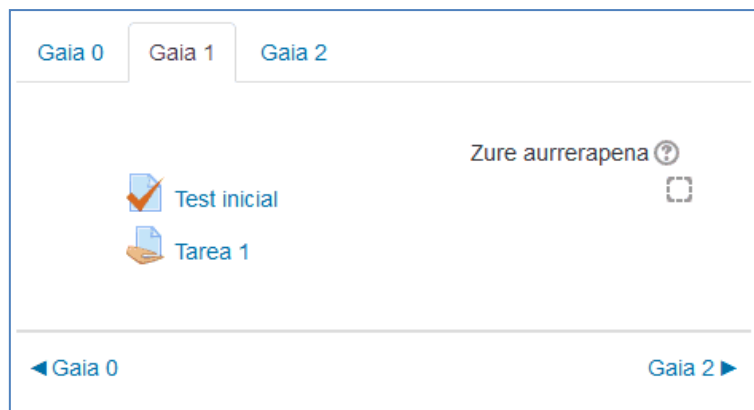 Gaia 0 Gaia 1 Gaia 2
Zure aurrerapena ?
Test inicial
Tarea 1
◀ Gaia 0 Gaia 2 ▶